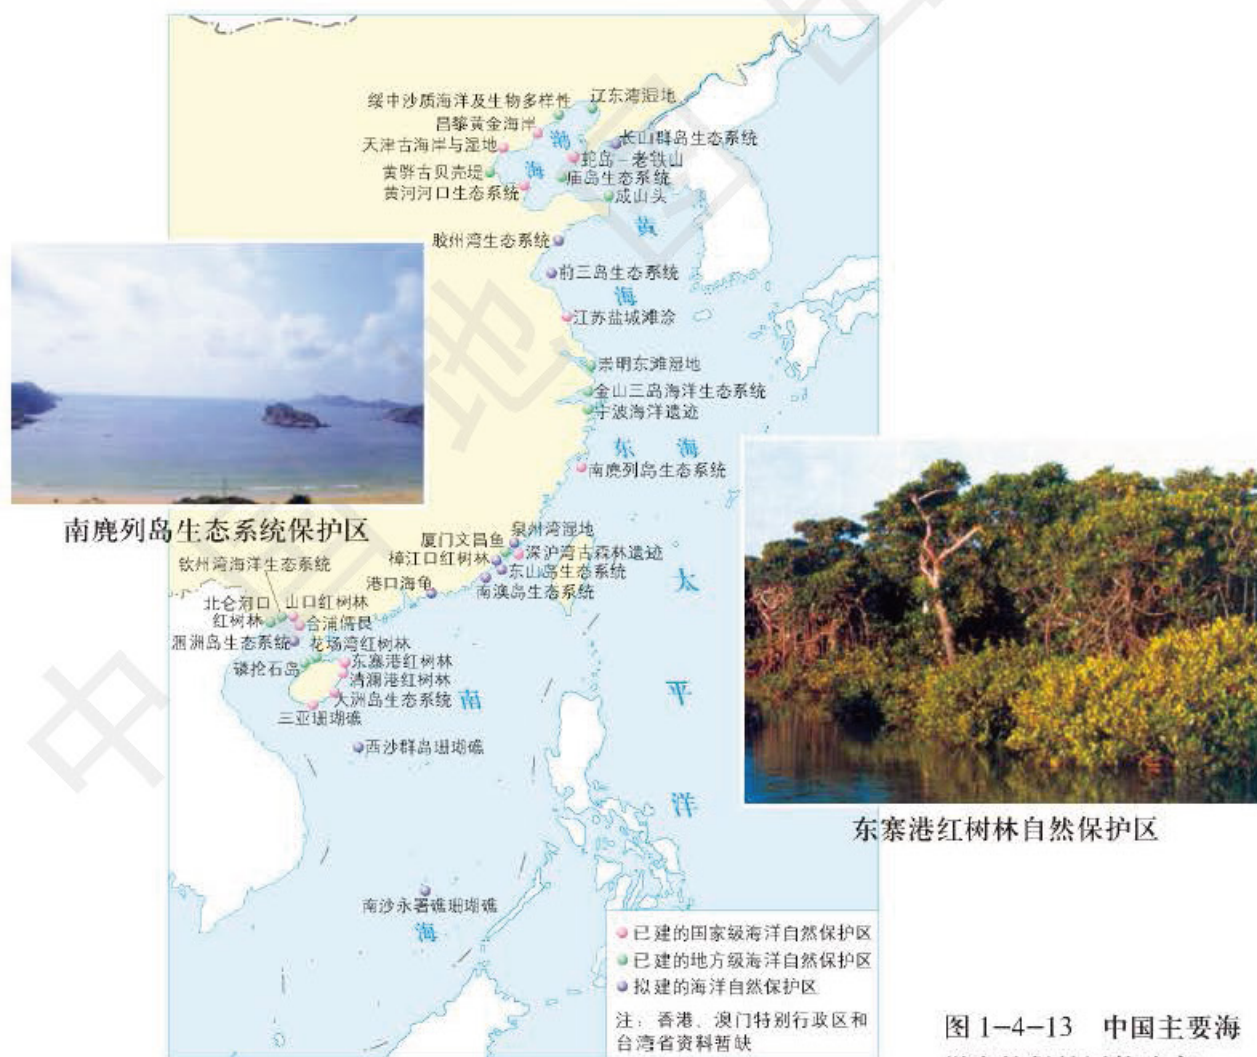 绥中沙质海洋及生物多样性
辽东湾湿地
昌黎黄金海岸
渤
长山群岛生态系统
天津古海岸与湿地
蛇岛－老铁山
海
黄骅古贝壳堤
庙岛生态系统
黄河河口生态系统
成山头
黄
胶州湾生态系统
前三岛生态系统
海
江苏盐城滩涂
崇明东滩湿地
金山三岛海洋生态系统
宁波海洋遗迹
东海
南麂列岛生态系统
南麂列岛生态系统保护区
泉州湾湿地
厦门文昌鱼
深沪湾古森林遗迹
樟江口红树林
东山岛生态系统
南澳岛生态系统
钦州湾海洋生态系统
港口海龟
北仑河口
红树林
山口红树林
合浦儒艮
涠洲岛生态系统
花场湾红树林
磷抢石岛
东寨港红树林
清澜港红树林
大洲岛生态系统
三亚珊瑚礁
西沙群岛珊瑚礁
南
太
平
洋
东寨港红树林自然保护区
南沙永署礁珊瑚礁
海
已建的国家级海洋自然保护区
已建的地方级海洋自然保护区
拟建的海洋自然保护区
注：香港、澳门特别行政区和
台湾省资料暂缺
图 1-4-13 中国主要海
中国地图出